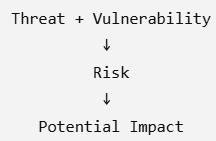 Threat + Vulnerability
↓
Risk
↓
Potential Impact